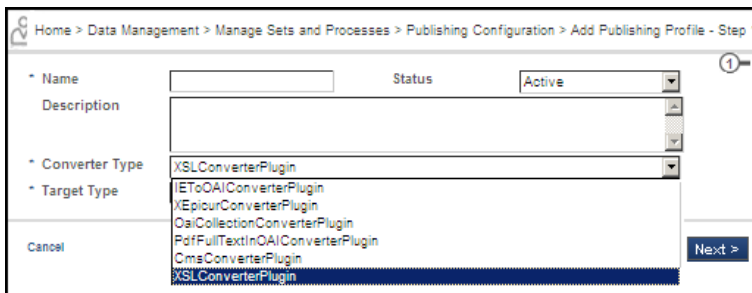 Home > Data Management > Manage Sets and Processes > Publishing Configuration > Add Publishing Profile - Step
1
* Name Status Active
Description
* Converter Type XSLConverterPlugin
* Target Type
IEToOAIConverterPlugin
XEpicurConverterPlugin
OaiCollectionConverterPlugin
PdfFullTextInOAIConverterPlugin
CmsConverterPlugin
XSLConverterPlugin
Cancel Next >